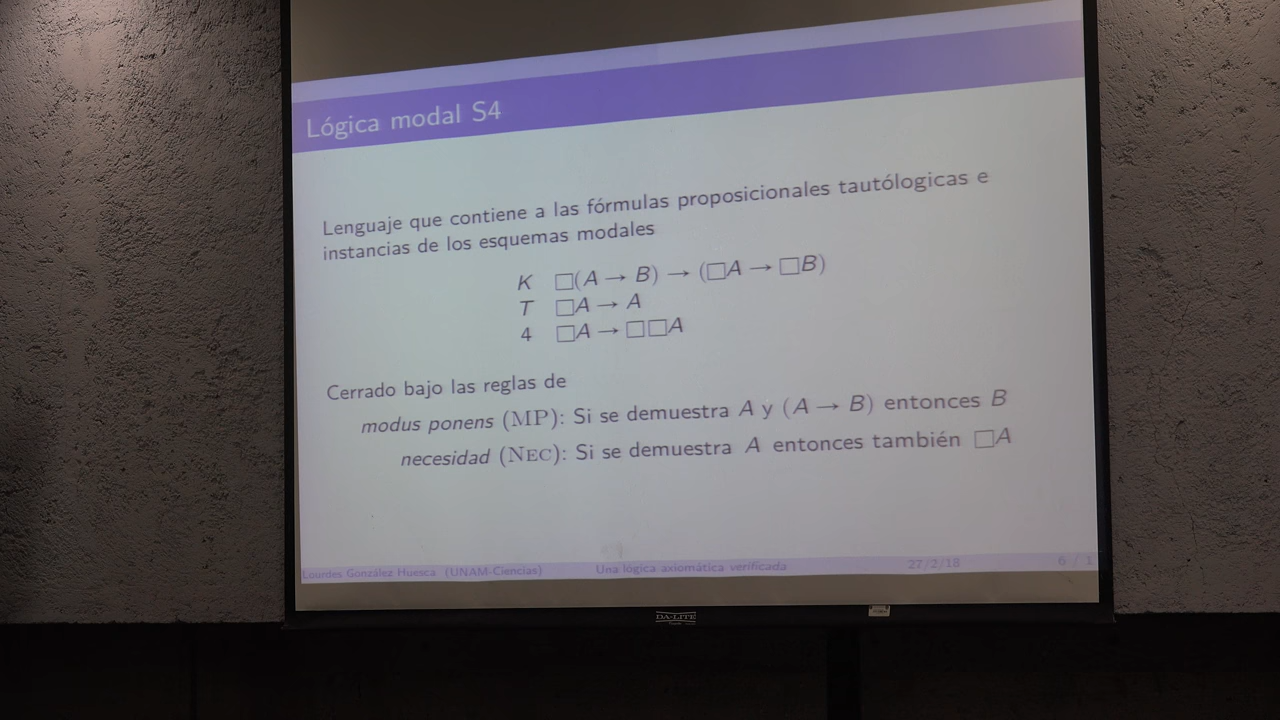 Lógica modal S4
Lenguaje que contiene a las fórmulas proposicionales tautólogicas e
instancias de los esquemas modales
K □(A → B) → (□A → □B)
T □A → A
4 □A → □□A
Cerrado bajo las reglas de
modus ponens (MP): Si se demuestra A y (A → B) entonces B
necesidad (NEC): Si se demuestra A entonces también □A
Lourdes González Huesca (UNAM-Ciencias) Una lógica axiomática verificada 27/2/18 6 / 1
DA-LITE